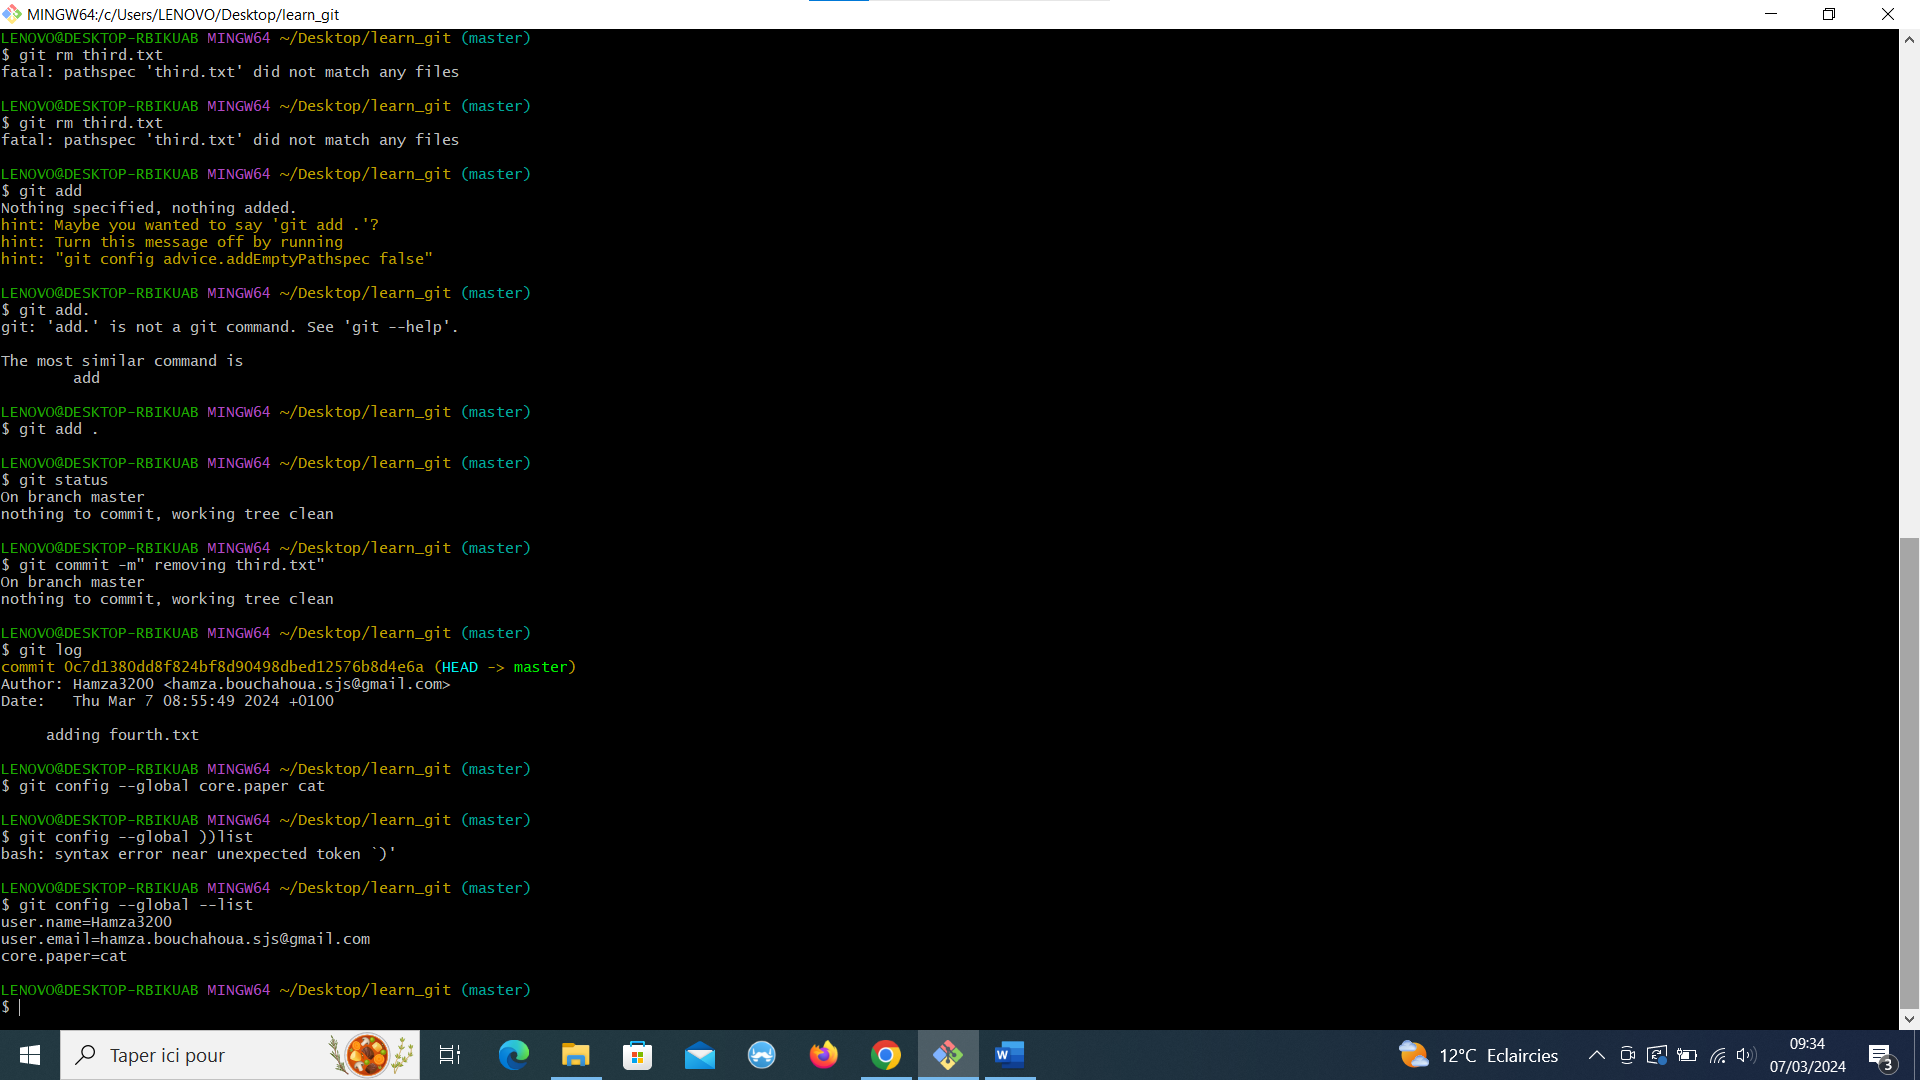 MINGW64:/c/Users/LENOVO/Desktop/learn_git
LENOVO@DESKTOP-RBIKUAB MINGW64 ~/Desktop/learn_git (master)
$ git rm third.txt
fatal: pathspec 'third.txt' did not match any files
LENOVO@DESKTOP-RBIKUAB MINGW64 ~/Desktop/learn_git (master)
$ git rm third.txt
fatal: pathspec 'third.txt' did not match any files
LENOVO@DESKTOP-RBIKUAB MINGW64 ~/Desktop/learn_git (master)
$ git add
Nothing specified, nothing added.
hint: Maybe you wanted to say 'git add .'?
hint: Turn this message off by running
hint: "git config advice.addEmptyPathspec false"
LENOVO@DESKTOP-RBIKUAB MINGW64 ~/Desktop/learn_git (master)
$ git add.
git: 'add.' is not a git command. See 'git --help'.
The most similar command is
add
LENOVO@DESKTOP-RBIKUAB MINGW64 ~/Desktop/learn_git (master)
$ git add .
LENOVO@DESKTOP-RBIKUAB MINGW64 ~/Desktop/learn_git (master)
$ git status
On branch master
nothing to commit, working tree clean
LENOVO@DESKTOP-RBIKUAB MINGW64 ~/Desktop/learn_git (master)
$ git commit -m" removing third.txt"
On branch master
nothing to commit, working tree clean
LENOVO@DESKTOP-RBIKUAB MINGW64 ~/Desktop/learn_git (master)
$ git log
commit 0c7d1380dd8f824bf8d90498dbed12576b8d4e6a (HEAD -> master)
Author: Hamza3200 <hamza.bouchahoua.sjs@gmail.com>
Date:   Thu Mar 7 08:55:49 2024 +0100
adding fourth.txt
LENOVO@DESKTOP-RBIKUAB MINGW64 ~/Desktop/learn_git (master)
$ git config --global core.paper cat
LENOVO@DESKTOP-RBIKUAB MINGW64 ~/Desktop/learn_git (master)
$ git config --global ))list
bash: syntax error near unexpected token `)'
LENOVO@DESKTOP-RBIKUAB MINGW64 ~/Desktop/learn_git (master)
$ git config --global --list
user.name=Hamza3200
user.email=hamza.bouchahoua.sjs@gmail.com
core.paper=cat
LENOVO@DESKTOP-RBIKUAB MINGW64 ~/Desktop/learn_git (master)
$
Taper ici pour
W
12°C Eclaircies
09:34
07/03/2024
3